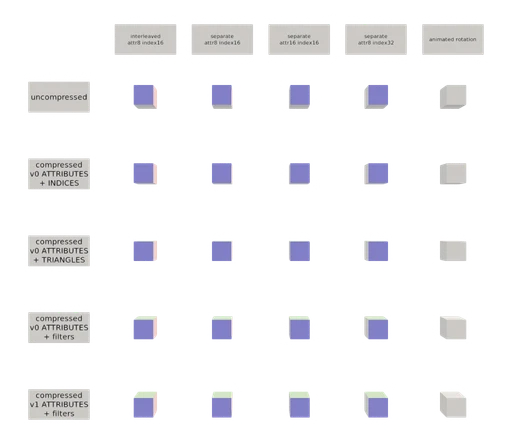 interleaved
attr8 index16
separate
attr8 index16
separate
attr16 index16
separate
attr8 index32
animated rotation
uncompressed
compressed
v0 ATTRIBUTES
+ INDICES
compressed
v0 ATTRIBUTES
+ TRIANGLES
compressed
v0 ATTRIBUTES
+ filters
compressed
v1 ATTRIBUTES
+ filters